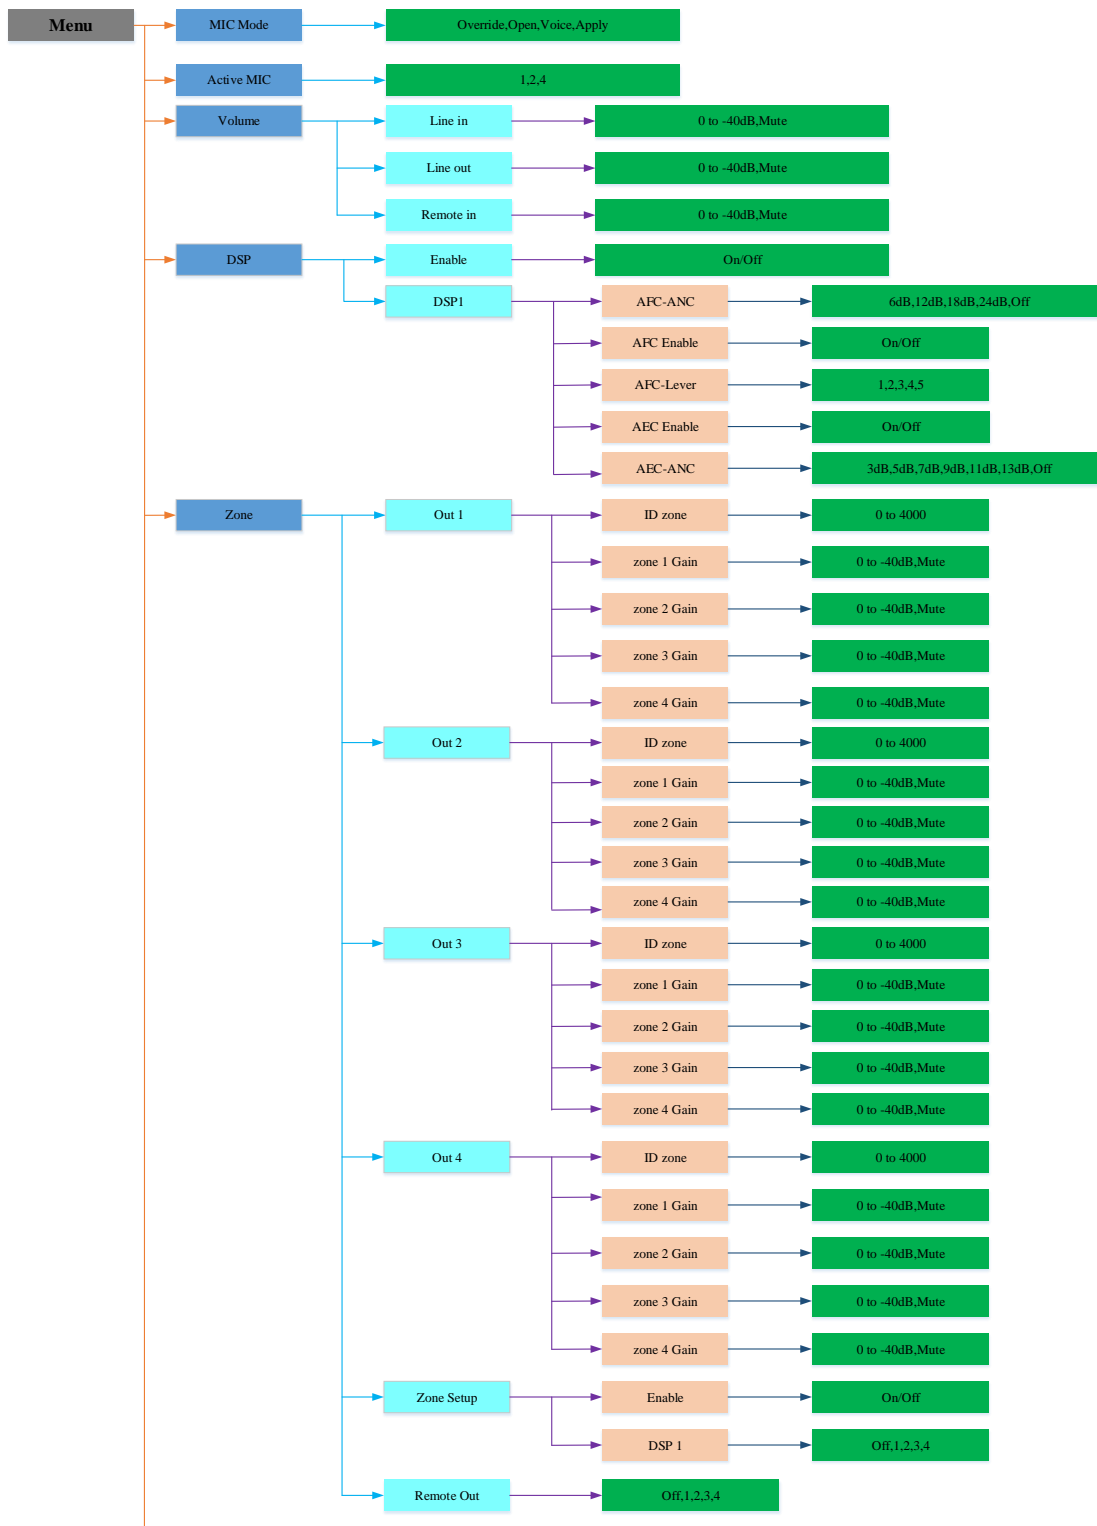 Menu
MIC Mode
Override,Open,Voice,Apply
Active MIC
1,2,4
Volume
Line in
0 to -40dB,Mute
Line out
0 to -40dB,Mute
Remote in
0 to -40dB,Mute
DSP
Enable
On/Off
DSP1
AFC-ANC
6dB,12dB,18dB,24dB,Off
AFC Enable
On/Off
AFC-Lever
1,2,3,4,5
AEC Enable
On/Off
AEC-ANC
3dB,5dB,7dB,9dB,11dB,13dB,Off
Zone
Out 1
ID zone
0 to 4000
zone 1 Gain
0 to -40dB,Mute
zone 2 Gain
0 to -40dB,Mute
zone 3 Gain
0 to -40dB,Mute
zone 4 Gain
0 to -40dB,Mute
Out 2
ID zone
0 to 4000
zone 1 Gain
0 to -40dB,Mute
zone 2 Gain
0 to -40dB,Mute
zone 3 Gain
0 to -40dB,Mute
zone 4 Gain
0 to -40dB,Mute
Out 3
ID zone
0 to 4000
zone 1 Gain
0 to -40dB,Mute
zone 2 Gain
0 to -40dB,Mute
zone 3 Gain
0 to -40dB,Mute
zone 4 Gain
0 to -40dB,Mute
Out 4
ID zone
0 to 4000
zone 1 Gain
0 to -40dB,Mute
zone 2 Gain
0 to -40dB,Mute
zone 3 Gain
0 to -40dB,Mute
zone 4 Gain
0 to -40dB,Mute
Zone Setup
Enable
On/Off
DSP 1
Off,1,2,3,4
Remote Out
Off,1,2,3,4